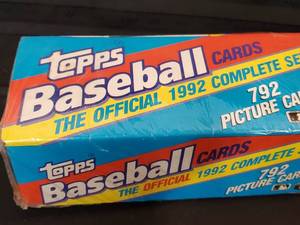 TOPPS
Baseball CARDS
THE OFFICIAL 1992 COMPLETE SE
792
PICTURE CAR
TOPPS
Baseball CARDS
THE OFFICIAL 1992 COMPLETE S
792
PICTURE CAR